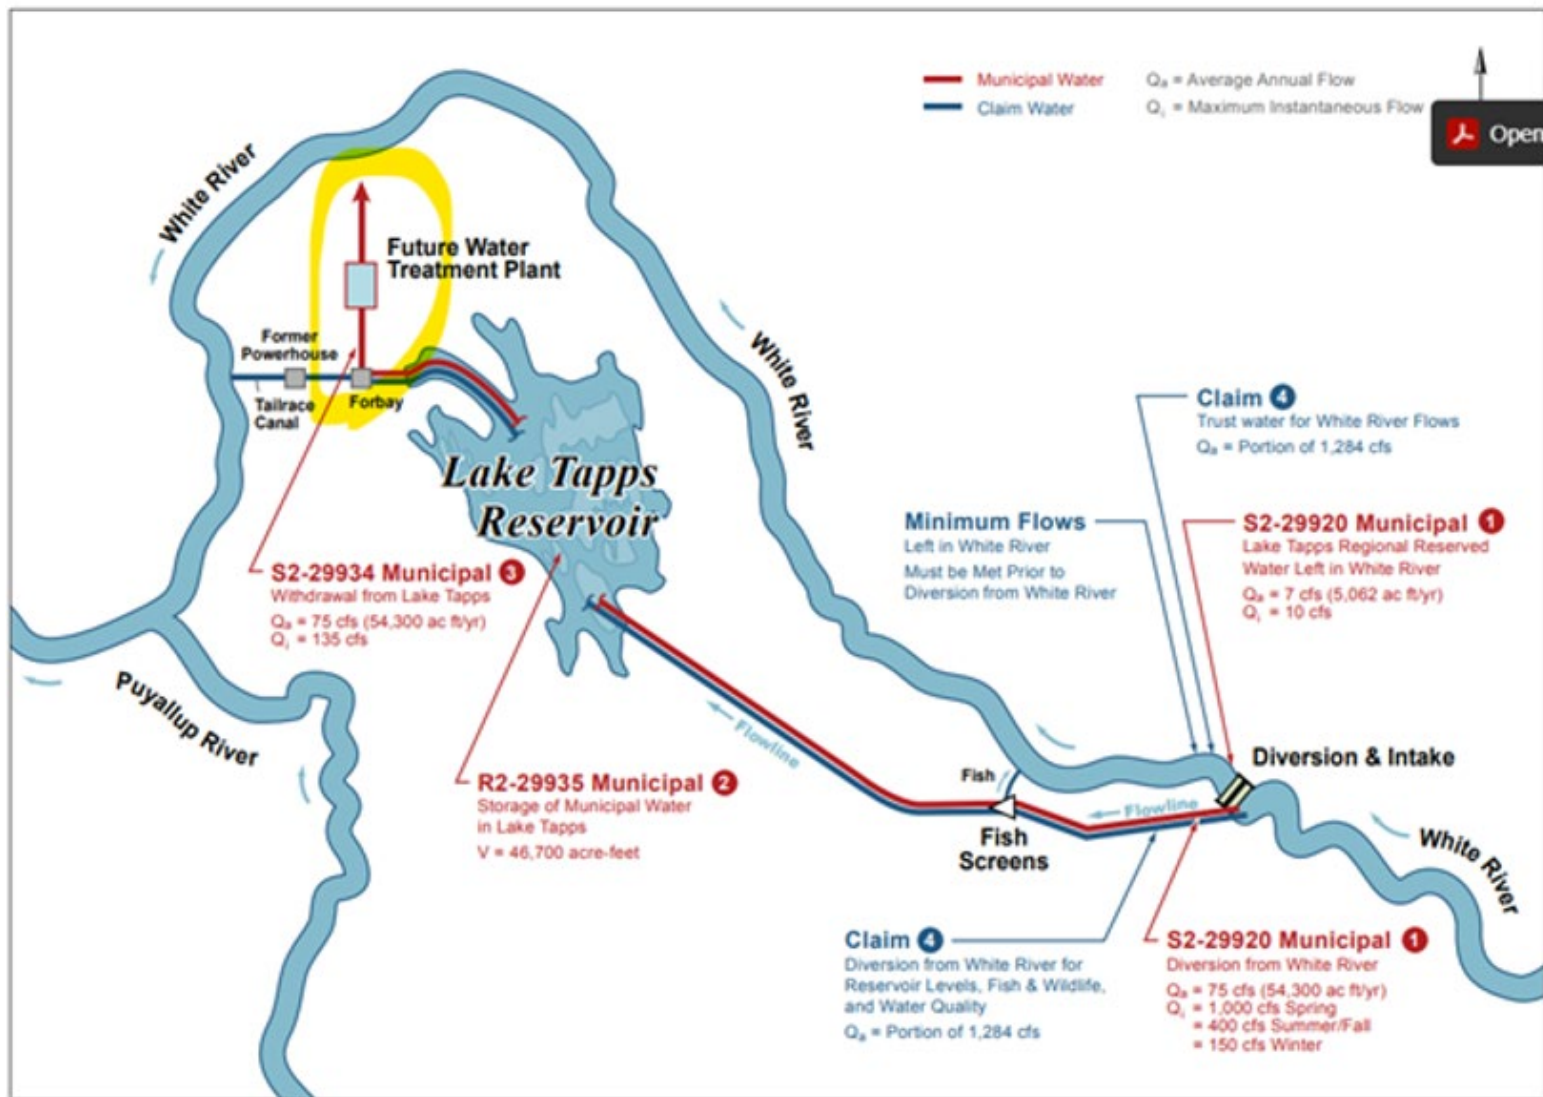 Municipal Water
Claim Water
Qa = Average Annual Flow
Qi = Maximum Instantaneous Flow
Open
White River
Future Water
Treatment Plant
Former
Powerhouse
Tailrace
Canal
Forbay
White River
Lake Tapps
Reservoir
Claim 4
Trust water for White River Flows
Qa = Portion of 1,284 cfs
Minimum Flows
Left in White River
Must be Met Prior to
Diversion from White River
S2-29920 Municipal 1
Lake Tapps Regional Reserved
Water Left in White River
Qa = 7 cfs (5,062 ac ft/yr)
Qi = 10 cfs
S2-29934 Municipal 3
Withdrawal from Lake Tapps
Qa = 75 cfs (54,300 ac ft/yr)
Qi = 135 cfs
Puyallup River
Flowline
R2-29935 Municipal 2
Storage of Municipal Water
in Lake Tapps
V = 46,700 acre-feet
Diversion & Intake
Fish
Flowline
Fish
Screens
White River
Claim 4
Diversion from White River for
Reservoir Levels, Fish & Wildlife,
and Water Quality
Qa = Portion of 1,284 cfs
S2-29920 Municipal 1
Diversion from White River
Qa = 75 cfs (54,300 ac ft/yr)
Qi = 1,000 cfs Spring
= 400 cfs Summer/Fall
= 150 cfs Winter